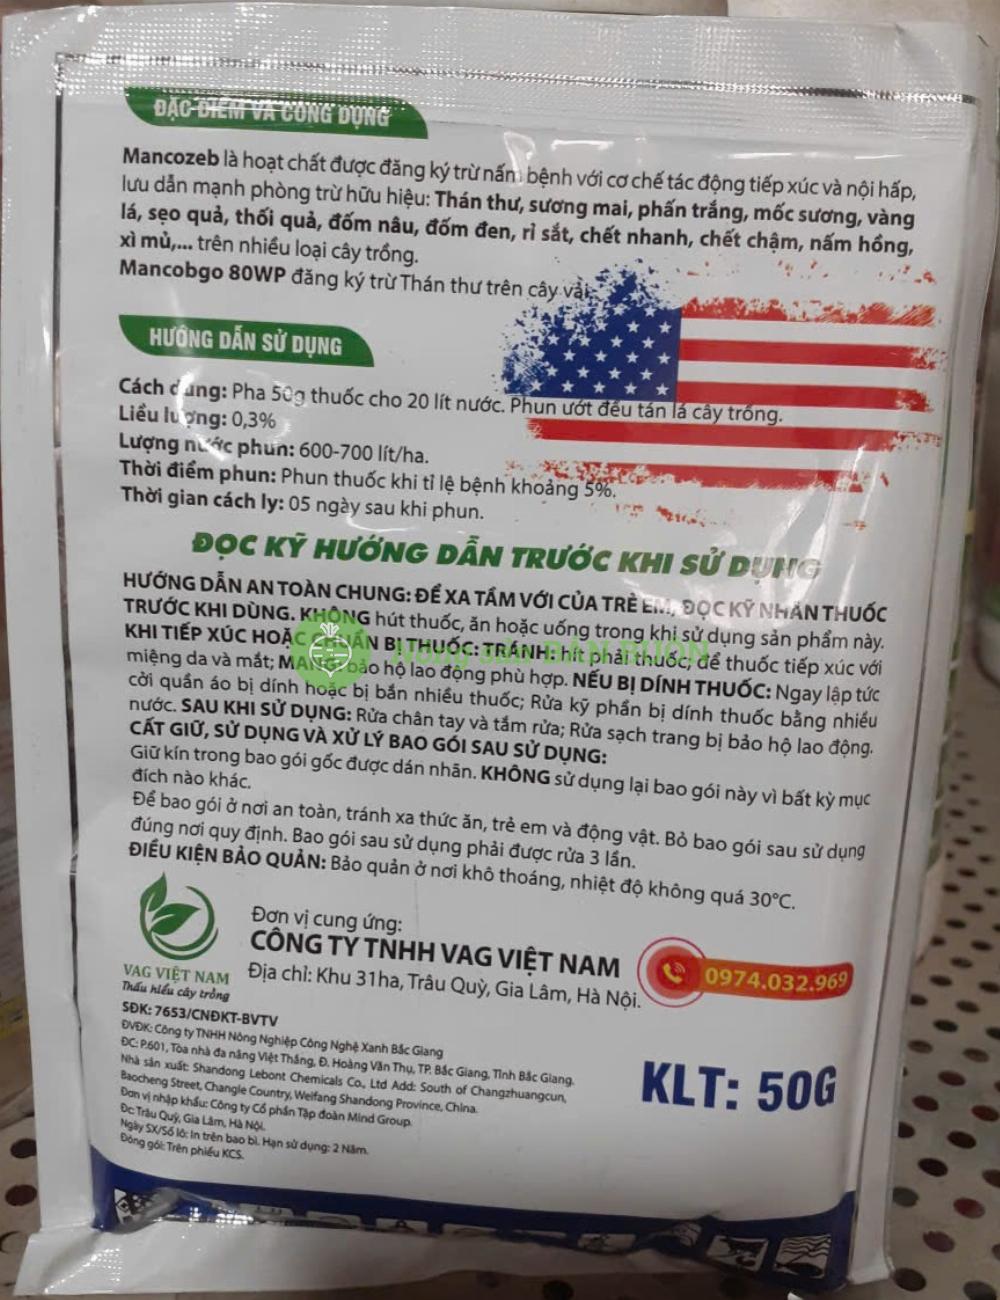 ĐẶC ĐIỂM VÀ CÔNG DỤNG
Mancozeb là hoạt chất được đăng ký trừ nấm bệnh với cơ chế tác động tiếp xúc và nội hấp,
lưu dẫn mạnh phòng trừ hữu hiệu: Thán thư, sương mai, phấn trắng, mốc sương, vàng
lá, sẹo quả, thối quả, đốm nâu, đốm đen, rỉ sắt, chết nhanh, chết chậm, nấm hồng,
xì mủ,... trên nhiều loại cây trồng.
Mancobgo 80WP đăng ký trừ Thán thư trên cây vải
HƯỚNG DẪN SỬ DỤNG
Cách dùng: Pha 50g thuốc cho 20 lít nước. Phun ướt đều tán lá cây trồng.
Liều lượng: 0,3%
Lượng nước phun: 600-700 lít/ha.
Thời điểm phun: Phun thuốc khi tỉ lệ bệnh khoảng 5%.
Thời gian cách ly: 05 ngày sau khi phun.
ĐỌC KỸ HƯỚNG DẪN TRƯỚC KHI SỬ DỤNG
HƯỚNG DẪN AN TOÀN CHUNG: ĐỂ XA TẦM VỚI CỦA TRẺ EM, ĐỌC KỸ NHÃN THUỐC
TRƯỚC KHI DÙNG. KHÔNG hút thuốc, ăn hoặc uống trong khi sử dụng sản phẩm này.
KHI TIẾP XÚC HOẶC CHUẨN BỊ THUỐC: TRÁNH: hít phải thuốc; để thuốc tiếp xúc với
miệng da và mắt; MANG: bảo hộ lao động phù hợp. NẾU BỊ DÍNH THUỐC: Ngay lập tức
cởi quần áo bị dính hoặc bị bắn nhiều thuốc; Rửa kỹ phần bị dính thuốc bằng nhiều
nước. SAU KHI SỬ DỤNG: Rửa chân tay và tắm rửa; Rửa sạch trang bị bảo hộ lao động.
CẤT GIỮ, SỬ DỤNG VÀ XỬ LÝ BAO GÓI SAU SỬ DỤNG:
Giữ kín trong bao gói gốc được dán nhãn. KHÔNG sử dụng lại bao gói này vì bất kỳ mục
đích nào khác.
Để bao gói ở nơi an toàn, tránh xa thức ăn, trẻ em và động vật. Bỏ bao gói sau sử dụng
đúng nơi quy định. Bao gói sau sử dụng phải được rửa 3 lần.
ĐIỀU KIỆN BẢO QUẢN: Bảo quản ở nơi khô thoáng, nhiệt độ không quá 30°C.
Nông sản BÁN BUÔN
Đơn vị cung ứng:
CÔNG TY TNHH VAG VIỆT NAM
Địa chỉ: Khu 31ha, Trâu Quỳ, Gia Lâm, Hà Nội.
0974.032.969
VAG VIỆT NAM
Thấu hiểu cây trồng
SĐK: 7653/CNĐKT-BVTV
ĐVĐK: Công ty TNHH Nông Nghiệp Công Nghệ Xanh Bắc Giang
ĐC: P.601, Tòa nhà đa năng Việt Thắng, Đ. Hoàng Văn Thụ, TP. Bắc Giang, Tỉnh Bắc Giang.
Nhà sản xuất: Shandong Lebont Chemicals Co., Ltd Add: South of Changzhuangcun,
Baocheng Street, Changle Country, Weifang Shandong Province, China.
Đơn vị nhập khẩu: Công ty Cổ phần Tập đoàn Mind Group.
Đc: Trâu Quỳ, Gia Lâm, Hà Nội.
Ngày SX/Số lô: In trên bao bì. Hạn sử dụng: 2 Năm.
Đóng gói: Trên phiếu KCS.
KLT: 50G